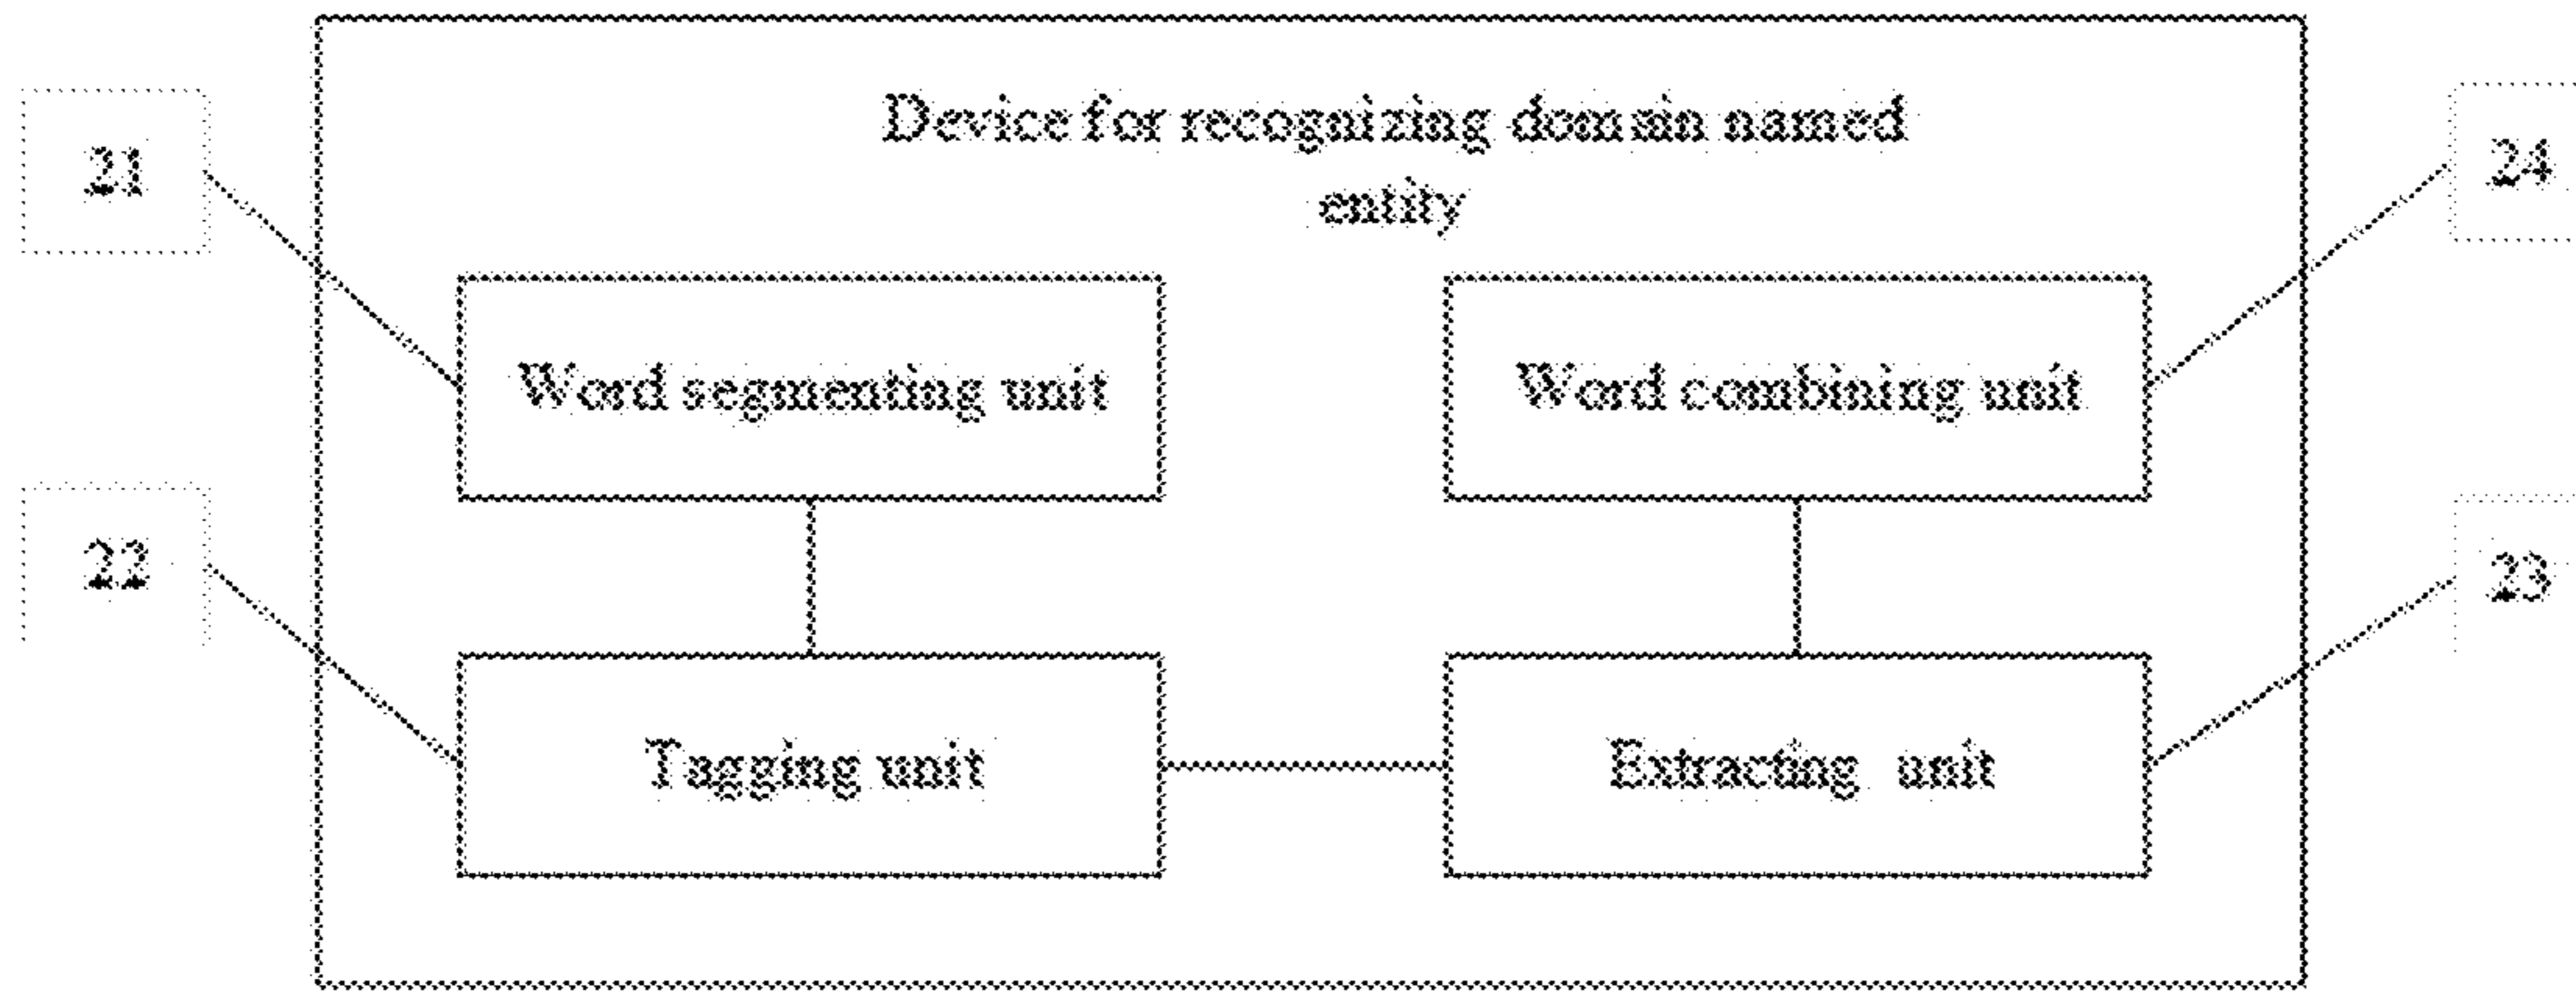 Device for recognizing domain named
entity
21
24
Word segmenting unit
Word combining unit
22
23
Tagging unit
Extracting unit